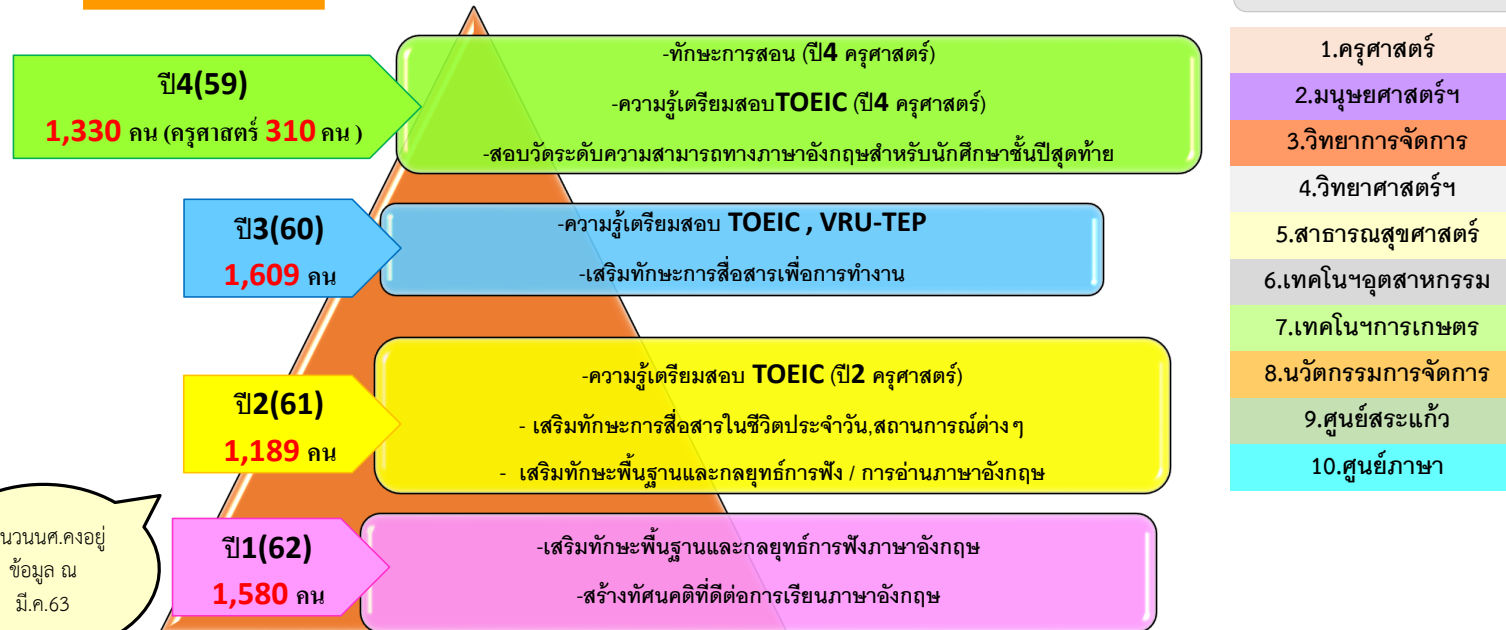 ปี4(59)
1,330 คน (ครุศาสตร์ 310 คน )
-ทักษะการสอน (ปี4 ครุศาสตร์)
-ความรู้เตรียมสอบTOEIC (ปี4 ครุศาสตร์)
-สอบวัดระดับความสามารถทางภาษาอังกฤษสำหรับนักศึกษาชั้นปีสุดท้าย
ปี3(60)
1,609 คน
-ความรู้เตรียมสอบ TOEIC , VRU-TEP
-เสริมทักษะการสื่อสารเพื่อการทำงาน
ปี2(61)
1,189 คน
-ความรู้เตรียมสอบ TOEIC (ปี2 ครุศาสตร์)
- เสริมทักษะการสื่อสารในชีวิตประจำวัน,สถานการณ์ต่างๆ
- เสริมทักษะพื้นฐานและกลยุทธ์การฟัง / การอ่านภาษาอังกฤษ
ปี1(62)
1,580 คน
-เสริมทักษะพื้นฐานและกลยุทธ์การฟังภาษาอังกฤษ
-สร้างทัศนคติที่ดีต่อการเรียนภาษาอังกฤษ
นวนนศ.คงอยู่
ข้อมูล ณ
มี.ค.63
1.ครุศาสตร์
2.มนุษยศาสตร์ฯ
3.วิทยาการจัดการ
4.วิทยาศาสตร์ฯ
5.สาธารณสุขศาสตร์
6.เทคโนฯอุตสาหกรรม
7.เทคโนฯการเกษตร
8.นวัตกรรมการจัดการ
9.ศูนย์สระแก้ว
10.ศูนย์ภาษา